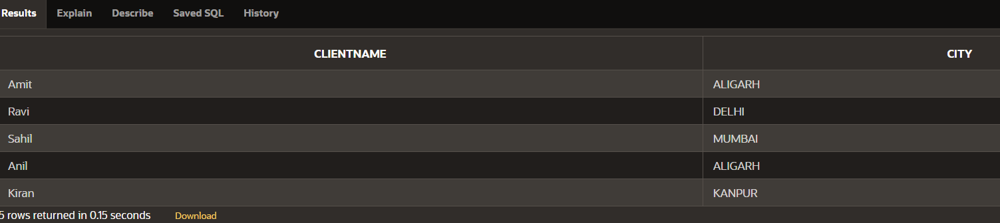 Results Explain Describe Saved SQL History
CLIENTNAME CITY
Amit ALIGARH
Ravi DELHI
Sahil MUMBAI
Anil ALIGARH
Kiran KANPUR
5 rows returned in 0.15 seconds Download